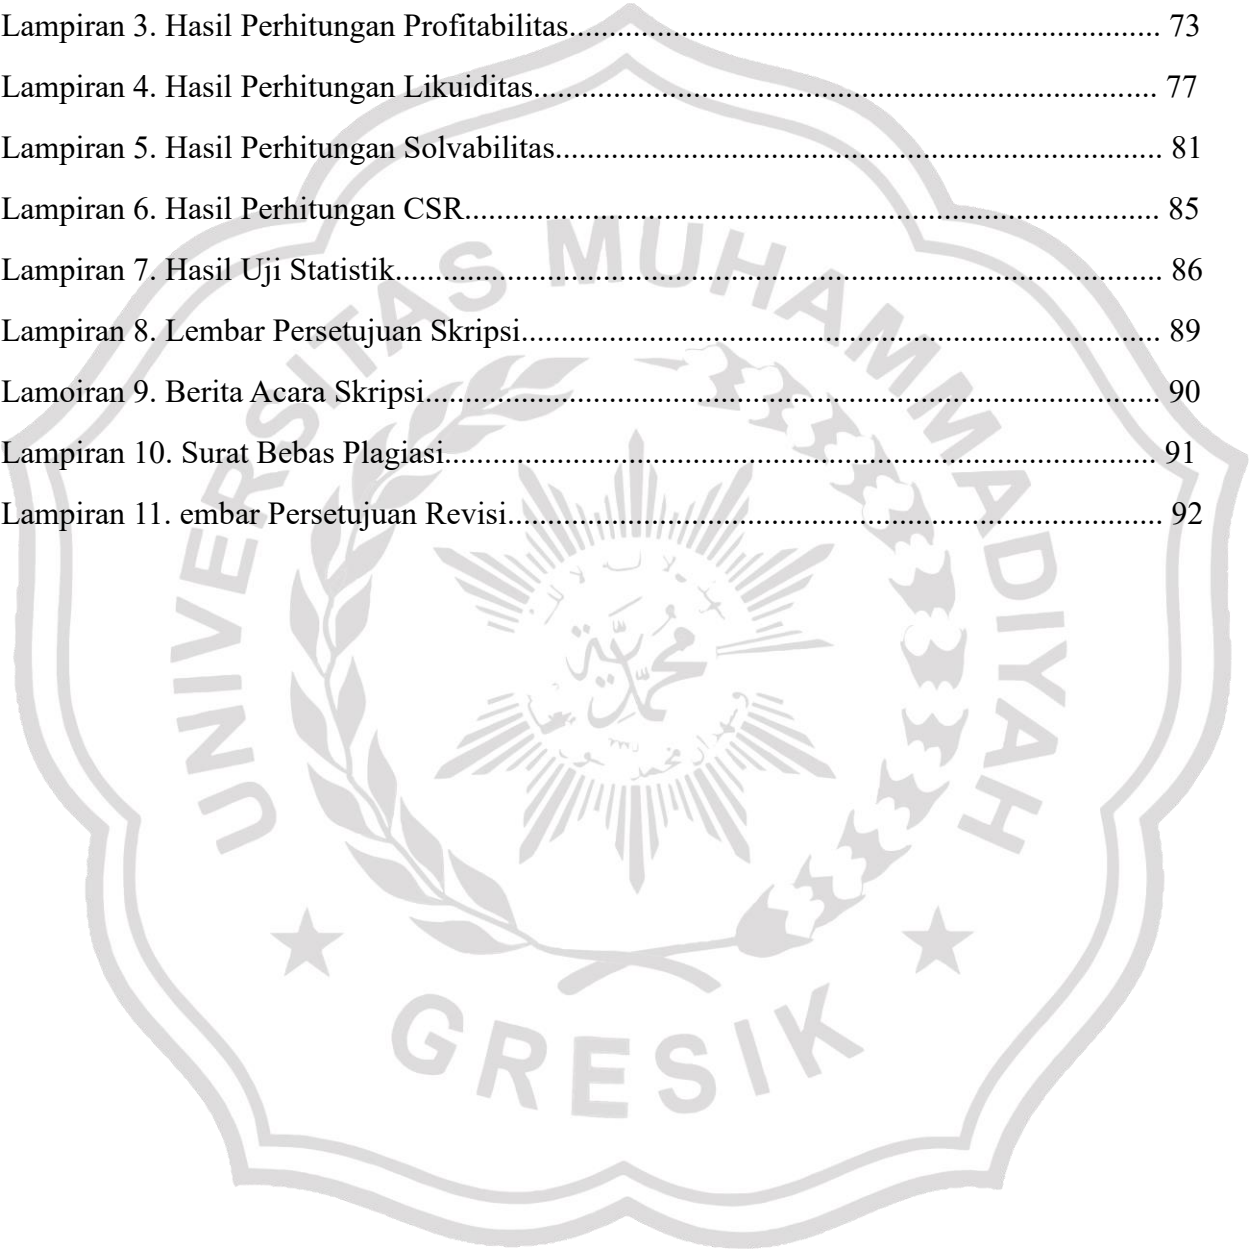 Lampiran 3. Hasil Perhitungan Profitabilitas.......................................................................... 73
Lampiran 4. Hasil Perhitungan Likuiditas.............................................................................. 77
Lampiran 5. Hasil Perhitungan Solvabilitas............................................................................ 81
Lampiran 6. Hasil Perhitungan CSR....................................................................................... 85
Lampiran 7. Hasil Uji Statistik................................................................................................ 86
Lampiran 8. Lembar Persetujuan Skripsi................................................................................ 89
Lamoiran 9. Berita Acara Skripsi............................................................................................ 90
Lampiran 10. Surat Bebas Plagiasi......................................................................................... 91
Lampiran 11. embar Persetujuan Revisi.................................................................................. 92
UNIVERSITAS MUHAMMADIYAH
GRESIK